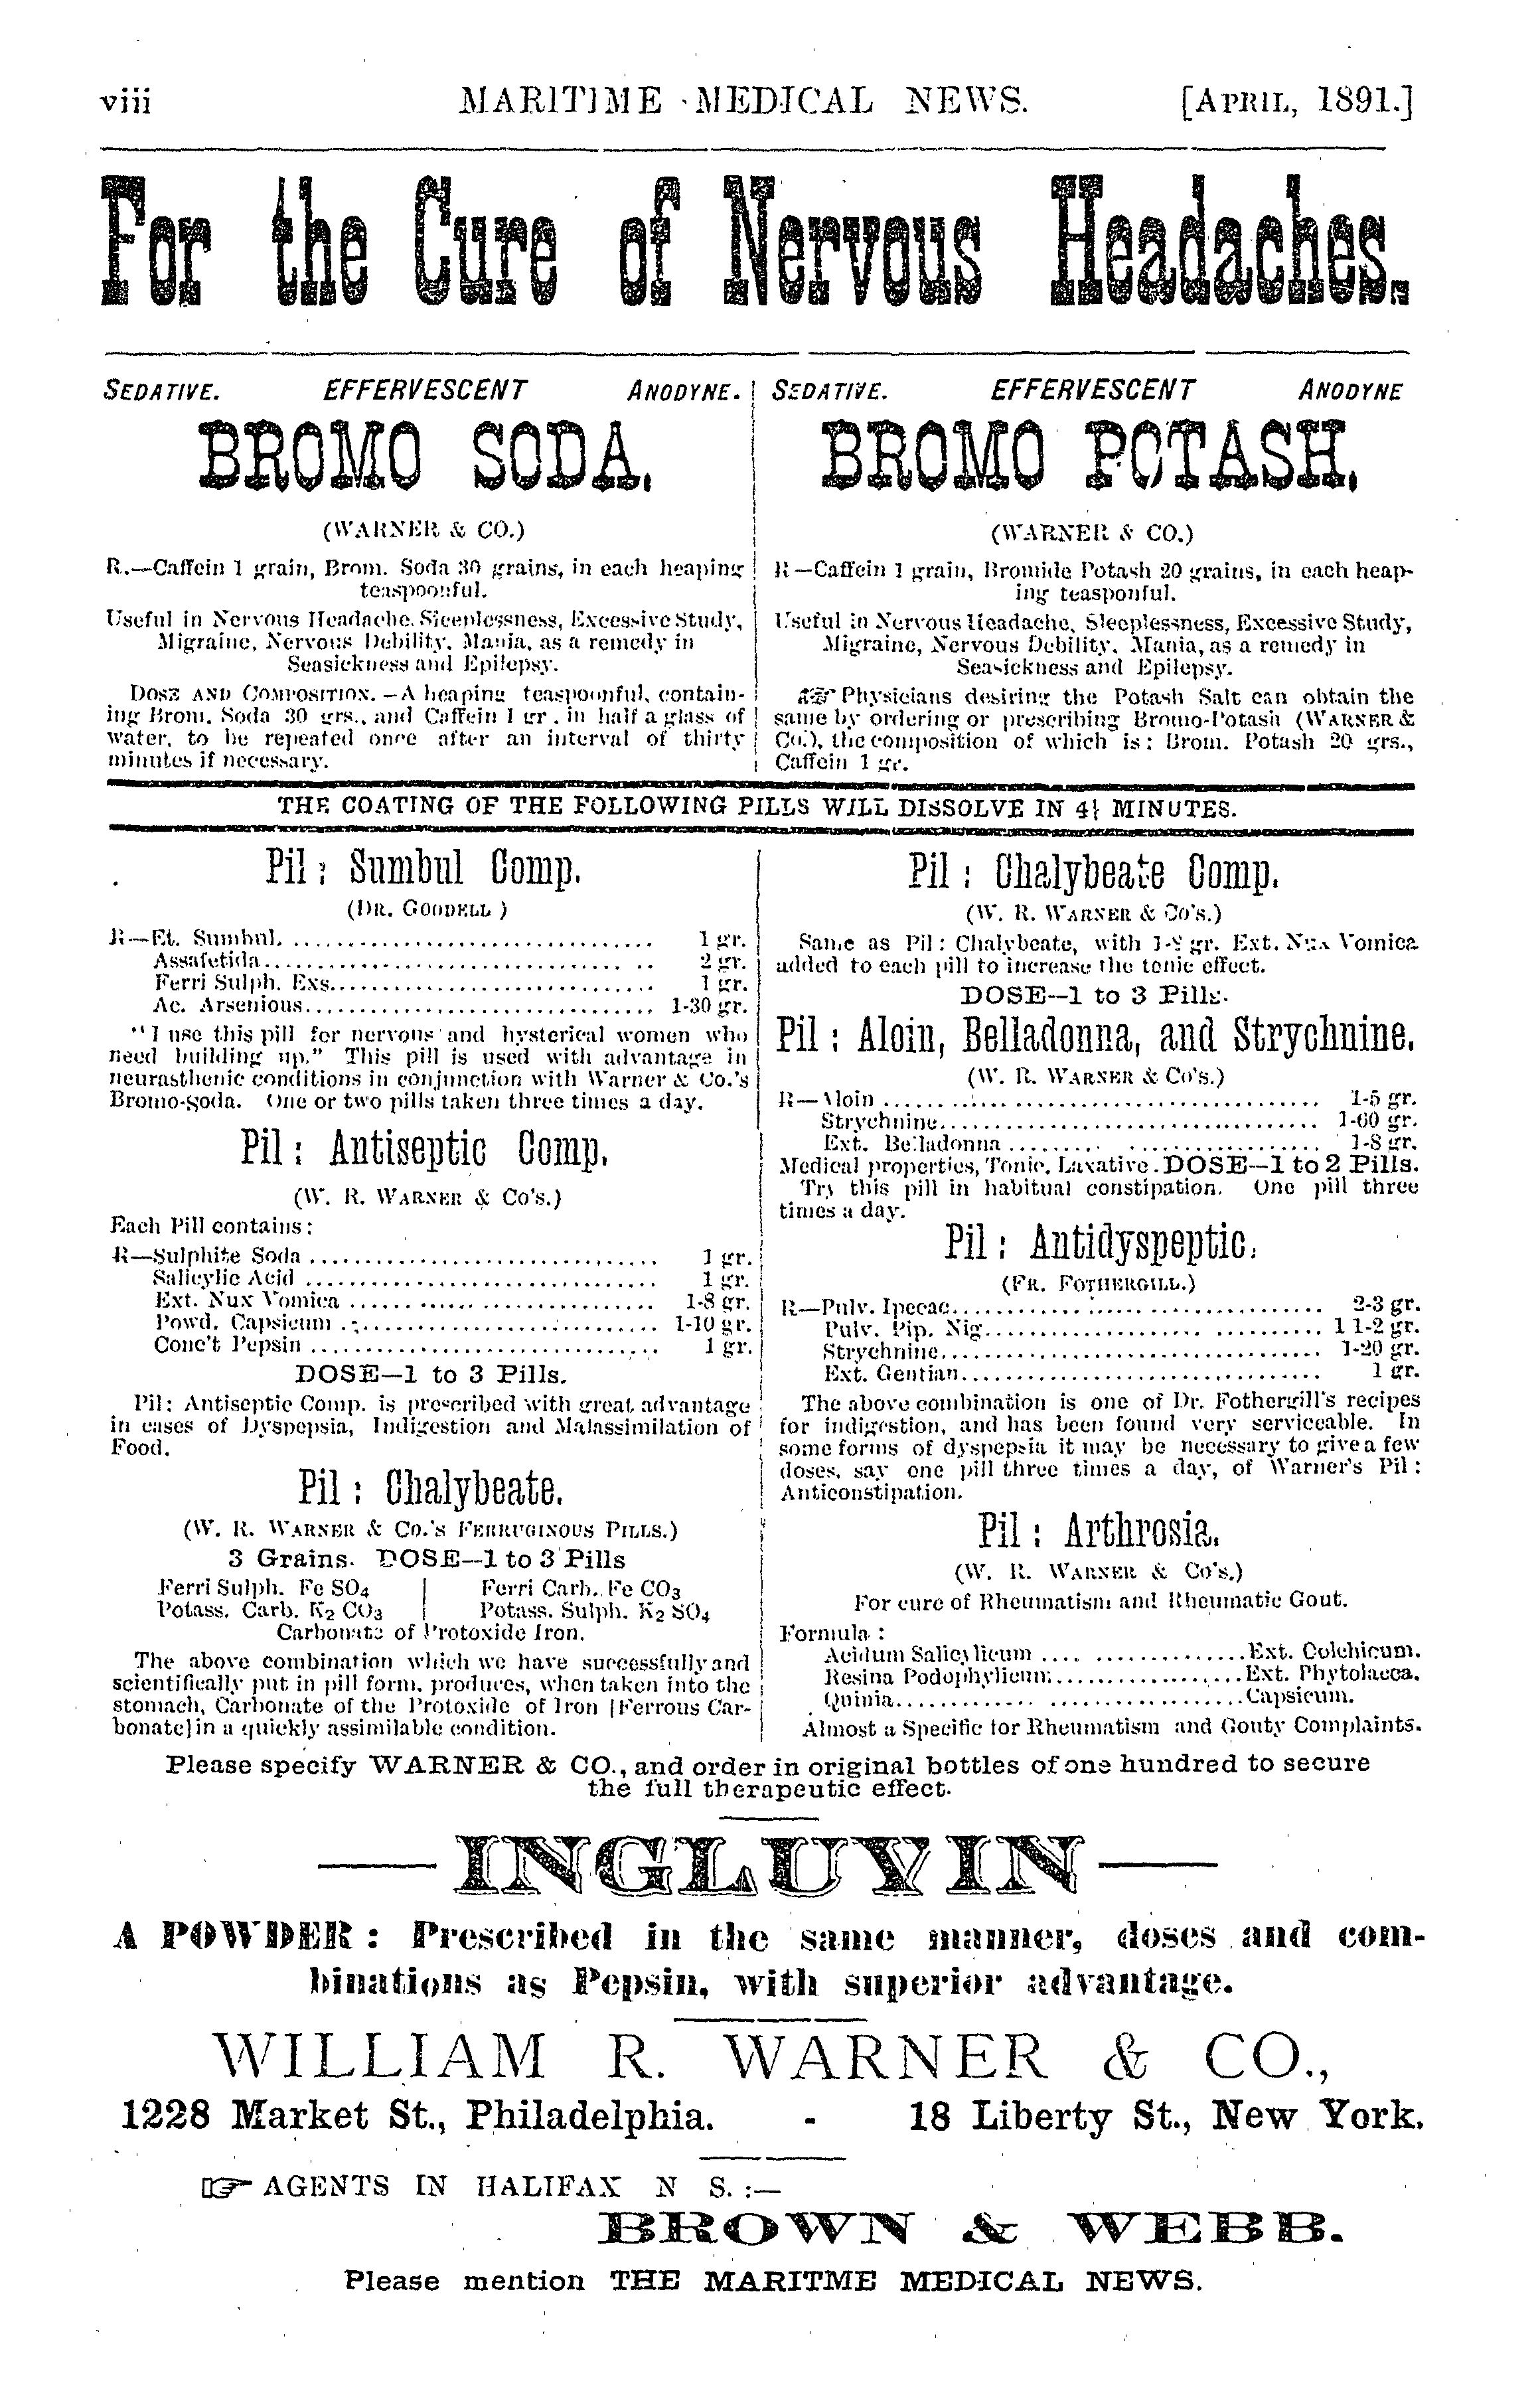 viii MARITIME MEDICAL NEWS. [APRIL, 1891.]
For the Cure of Nervous Headaches.
SEDATIVE. EFFERVESCENT ANODYNE.
BROMO SODA.
(WARNER & CO.)
R.—Caffein 1 grain, Brom. Soda 30 grains, in each heaping
teaspoonful.
Useful in Nervous Headache, Sleeplessness, Excessive Study,
Migraine, Nervous Debility, Mania, as a remedy in
Seasickness and Epilepsy.
DOSE AND COMPOSITION.—A heaping teaspoonful, contain-
ing Brom. Soda 30 grs., and Caffein 1 gr. in half a glass of
water, to be repeated once after an interval of thirty
minutes if necessary.
SEDATIVE. EFFERVESCENT ANODYNE
BROMO POTASH,
(WARNER & CO.)
R—Caffein 1 grain, Bromide Potash 20 grains, in each heap-
ing teasponful.
Useful in Nervous Headache, Sleeplessness, Excessive Study,
Migraine, Nervous Debility, Mania, as a remedy in
Seasickness and Epilepsy.
☞ Physicians desiring the Potash Salt can obtain the
same by ordering or prescribing Bromo-Potash (WARNER &
CO.), the composition of which is: Brom. Potash 20 grs.,
Caffein 1 gr.
THE COATING OF THE FOLLOWING PILLS WILL DISSOLVE IN 4½ MINUTES.
Pil: Sumbul Comp.
(DR. GOODELL)
R—Et. Sumbul. .......... 1 gr.
Assafetida.......... 2 gr.
Ferri Sulph. Exs.......... 1 gr.
Ac. Arsenious.......... 1-30 gr.
"I use this pill for nervous and hysterical women who
need building up." This pill is used with advantage in
neurasthenic conditions in conjunction with Warner & Co.'s
Bromo-Soda. One or two pills taken three times a day.
Pil: Antiseptic Comp.
(W. R. WARNER & CO'S.)
Each Pill contains:
R—Sulphite Soda .......... 1 gr.
Salicylic Acid .......... 1 gr.
Ext. Nux Vomica .......... 1-8 gr.
Powd. Capsicum .......... 1-10 gr.
Conc't Pepsin .......... 1 gr.
DOSE—1 to 3 Pills.
Pil: Antiseptic Comp. is prescribed with great advantage
in cases of Dyspepsia, Indigestion and Malassimilation of
Food.
Pil: Chalybeate.
(W. R. WARNER & CO.'S FERRUGINOUS PILLS.)
3 Grains. DOSE—1 to 3 Pills
Ferri Sulph. Fe SO4 | Ferri Carb. Fe CO3
Potass. Carb. K2 CO3 | Potass. Sulph. K2 SO4
Carbonate of Protoxide Iron.
The above combination which we have successfully and
scientifically put in pill form, produces, when taken into the
stomach, Carbonate of the Protoxide of Iron [Ferrous Car-
bonate] in a quickly assimilable condition.
Pil: Chalybeate Comp.
(W. R. WARNER & CO'S.)
Same as Pil: Chalybeate, with 1-8 gr. Ext. Nux Vomica
added to each pill to increase the tonic effect.
DOSE—1 to 3 Pills.
Pil: Aloin, Belladonna, and Strychnine.
(W. R. WARNER & CO'S.)
R—Aloin .......... 1-5 gr.
Strychnine.......... 1-60 gr.
Ext. Belladonna .......... 1-8 gr.
Medical properties, Tonic, Laxative. DOSE—1 to 2 Pills.
Try this pill in habitual constipation. One pill three
times a day.
Pil: Antidyspeptic.
(FR. FOTHERGILL.)
R—Pulv. Ipecac.......... 2-3 gr.
Pulv. Pip. Nig.......... 1 1-2 gr.
Strychnine.......... 1-20 gr.
Ext. Gentian.......... 1 gr.
The above combination is one of Dr. Fothergill's recipes
for indigestion, and has been found very serviceable. In
some forms of dyspepsia it may be necessary to give a few
doses, say one pill three times a day, of Warner's Pil:
Anticonstipation.
Pil: Arthrosia.
(W. R. WARNER & CO'S.)
For cure of Rheumatism and Rheumatic Gout.
Formula:
Acidum Salicylicum ..........Ext. Colchicum.
Resina Podophylicum..........Ext. Phytolacca.
Quinia..........Capsicum.
Almost a Specific for Rheumatism and Gouty Complaints.
Please specify WARNER & CO., and order in original bottles of one hundred to secure
the full therapeutic effect.
—INGLUVIN—
A POWDER: Prescribed in the same manner, doses and com-
binations as Pepsin, with superior advantage.
WILLIAM R. WARNER & CO.,
1228 Market St., Philadelphia. - 18 Liberty St., New York.
☞ AGENTS IN HALIFAX N S.:—
BROWN & WEBB.
Please mention THE MARITME MEDICAL NEWS.